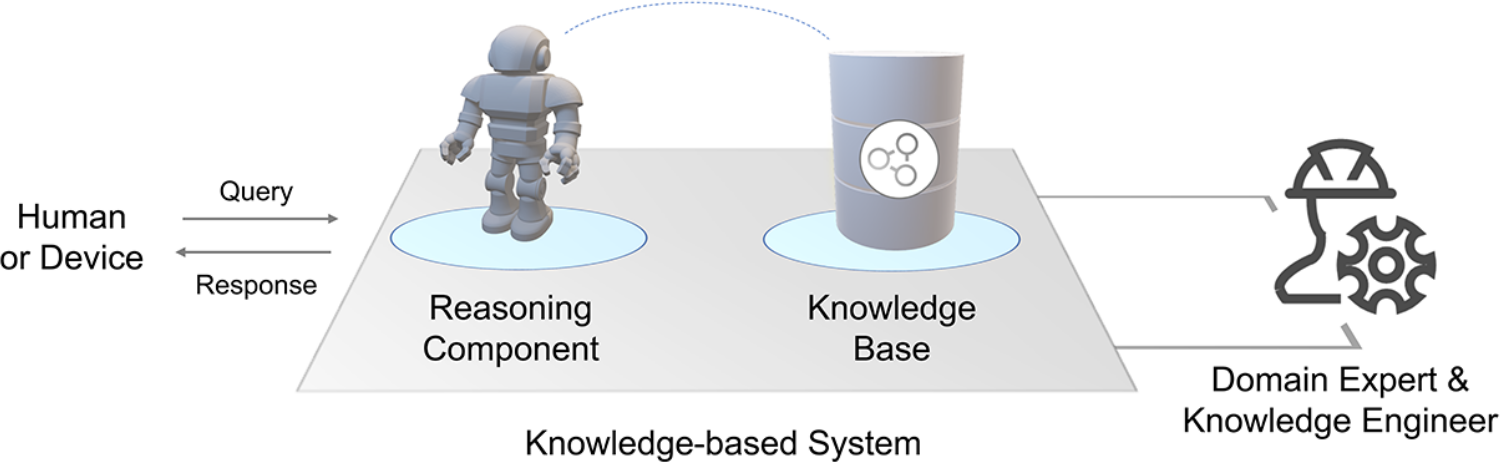 Human
or Device
Query
Response
Reasoning
Component
Knowledge
Base
Domain Expert &
Knowledge Engineer
Knowledge-based System